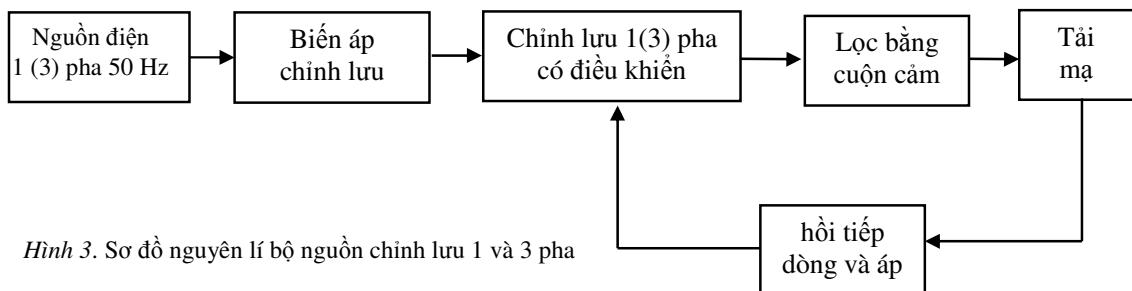 Nguồn điện
1 (3) pha 50 Hz
Biến áp
chỉnh lưu
Chỉnh lưu 1(3) pha
có điều khiển
Lọc bằng
cuộn cảm
Tải
mạ
hồi tiếp
dòng và áp
Hình 3. Sơ đồ nguyên lí bộ nguồn chỉnh lưu 1 và 3 pha